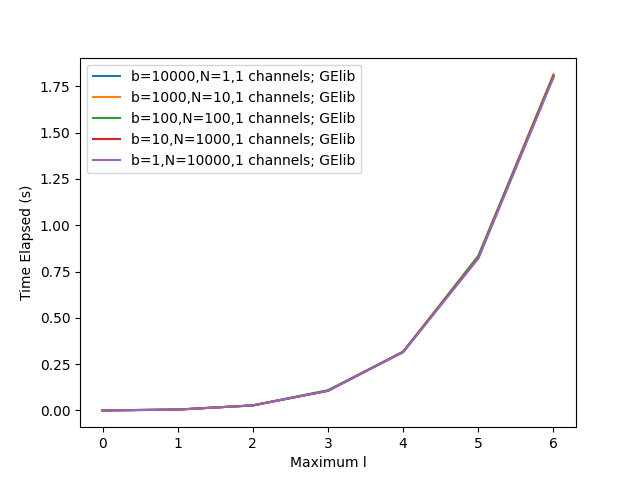 b=10000,N=1,1 channels; GElib
b=1000,N=10,1 channels; GElib
b=100,N=100,1 channels; GElib
b=10,N=1000,1 channels; GElib
b=1,N=10000,1 channels; GElib
1.75
1.50
1.25
1.00
0.75
0.50
0.25
0.00
Time Elapsed (s)
0 1 2 3 4 5 6
Maximum l